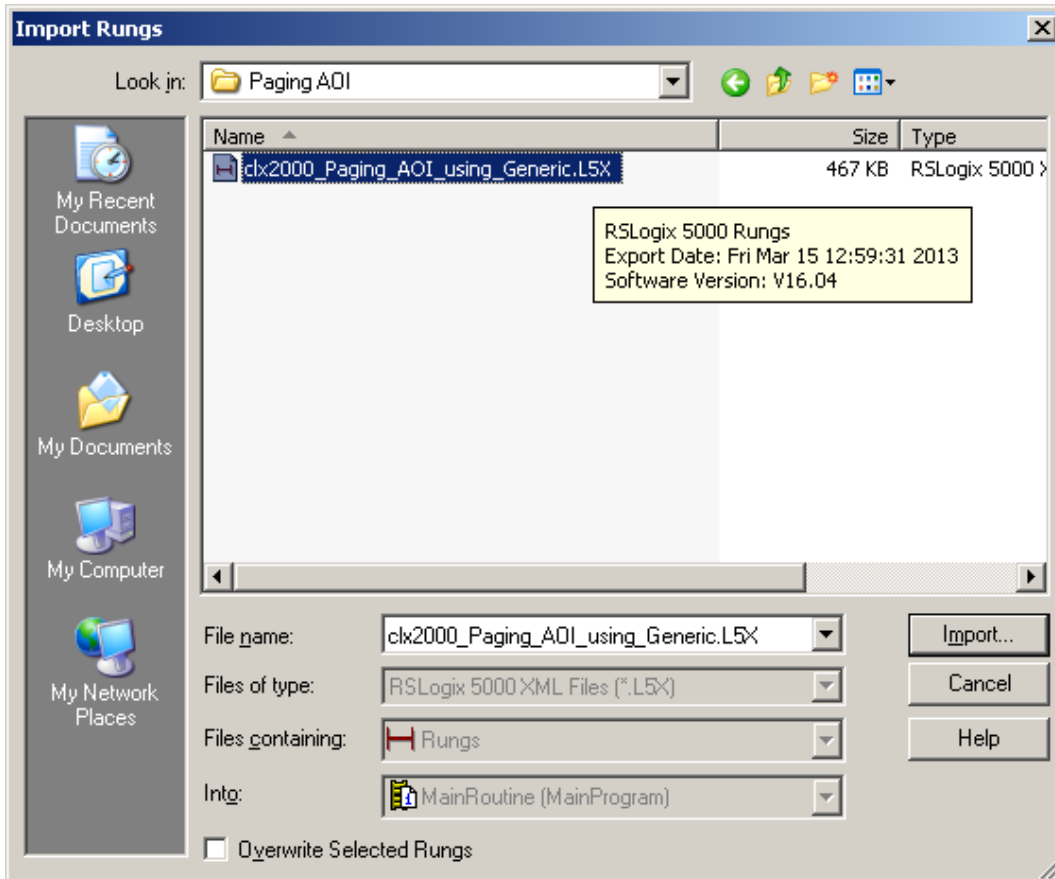 Import Rungs
Look in: Paging AOI
Name Size Type
clx2000_Paging_AOI_using_Generic.L5X 467 KB RSLogix 5000 X
RSLogix 5000 Rungs
Export Date: Fri Mar 15 12:59:31 2013
Software Version: V16.04
My Recent
Documents
Desktop
My Documents
My Computer
My Network
Places
File name: clx2000_Paging_AOI_using_Generic.L5X Import...
Files of type: RSLogix 5000 XML Files (*.L5X) Cancel
Files containing: Rungs Help
Into: MainRoutine (MainProgram)
Overwrite Selected Rungs